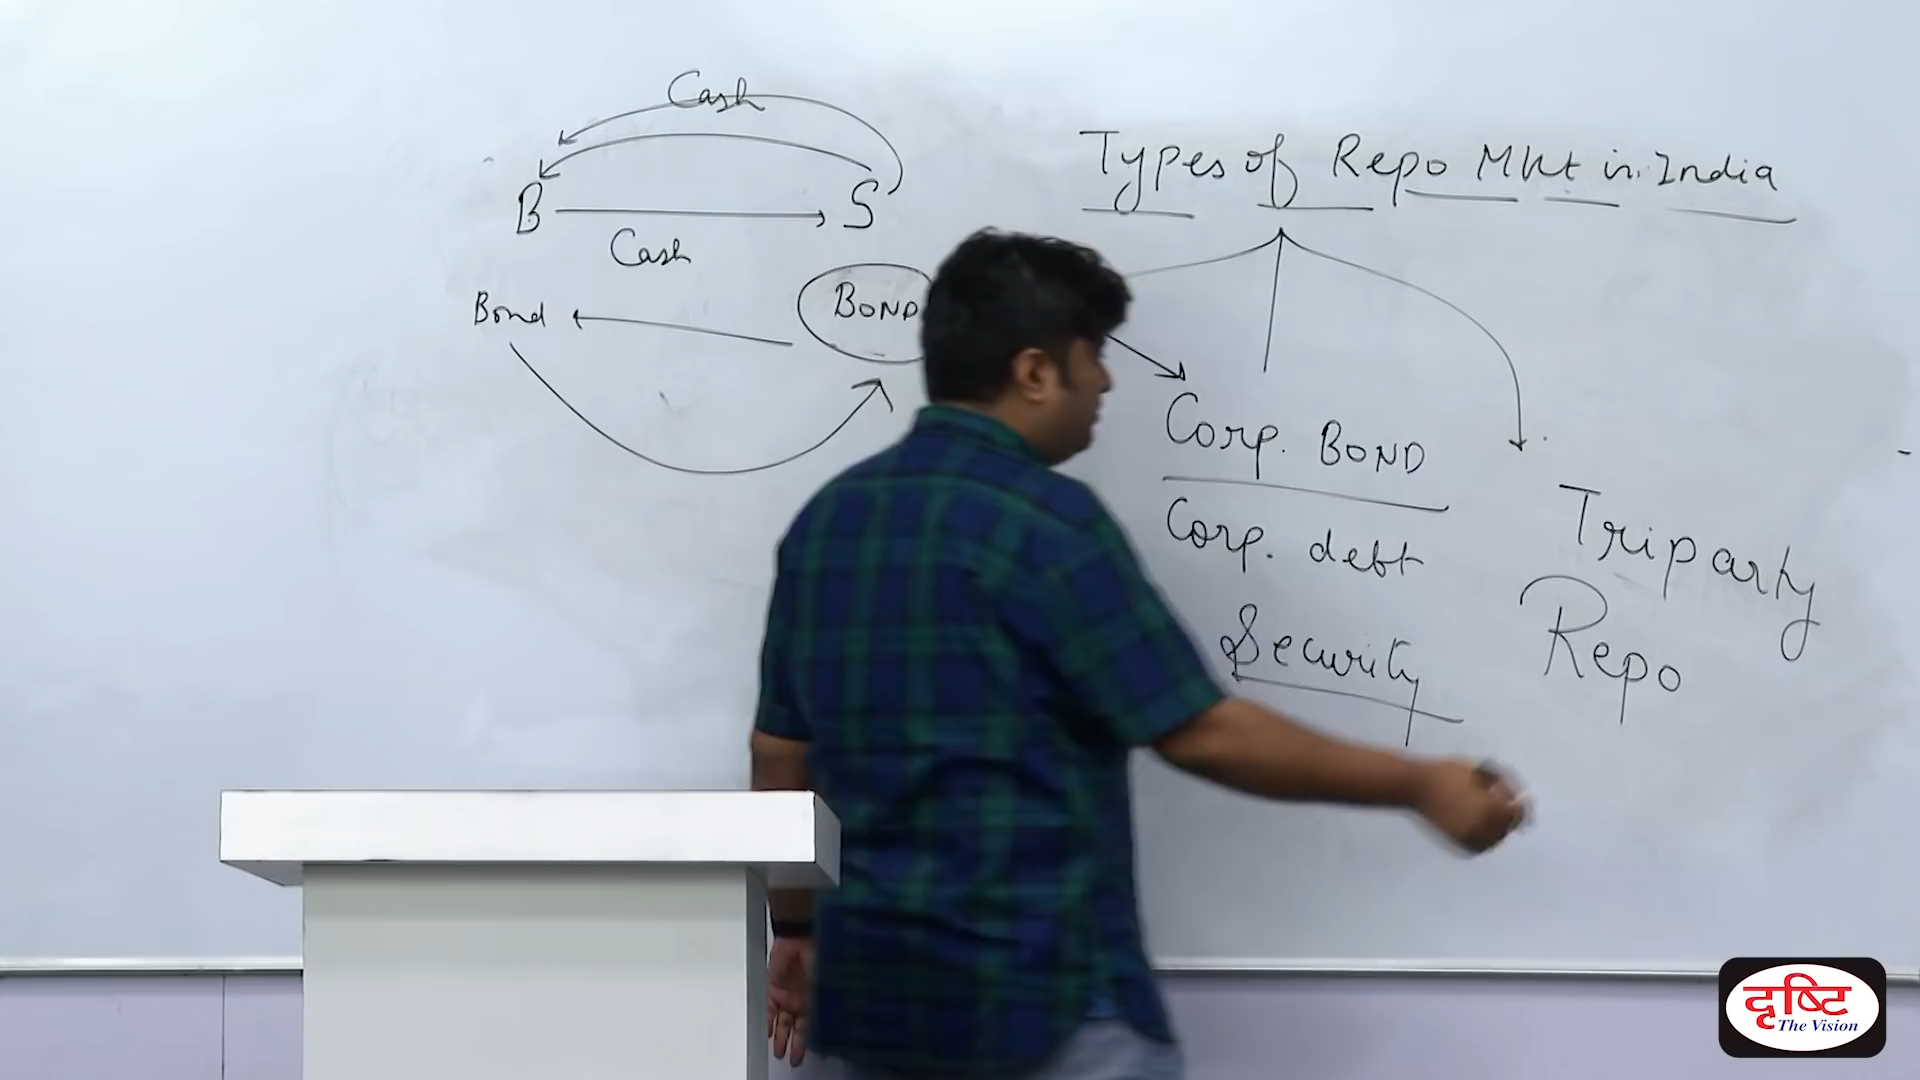 Cash
B S
Cash
Bond BOND
Types of Repo Mkt in India
Corp. BOND
Corp. debt
Security
Triparty
Repo
दृष्टि
The Vision